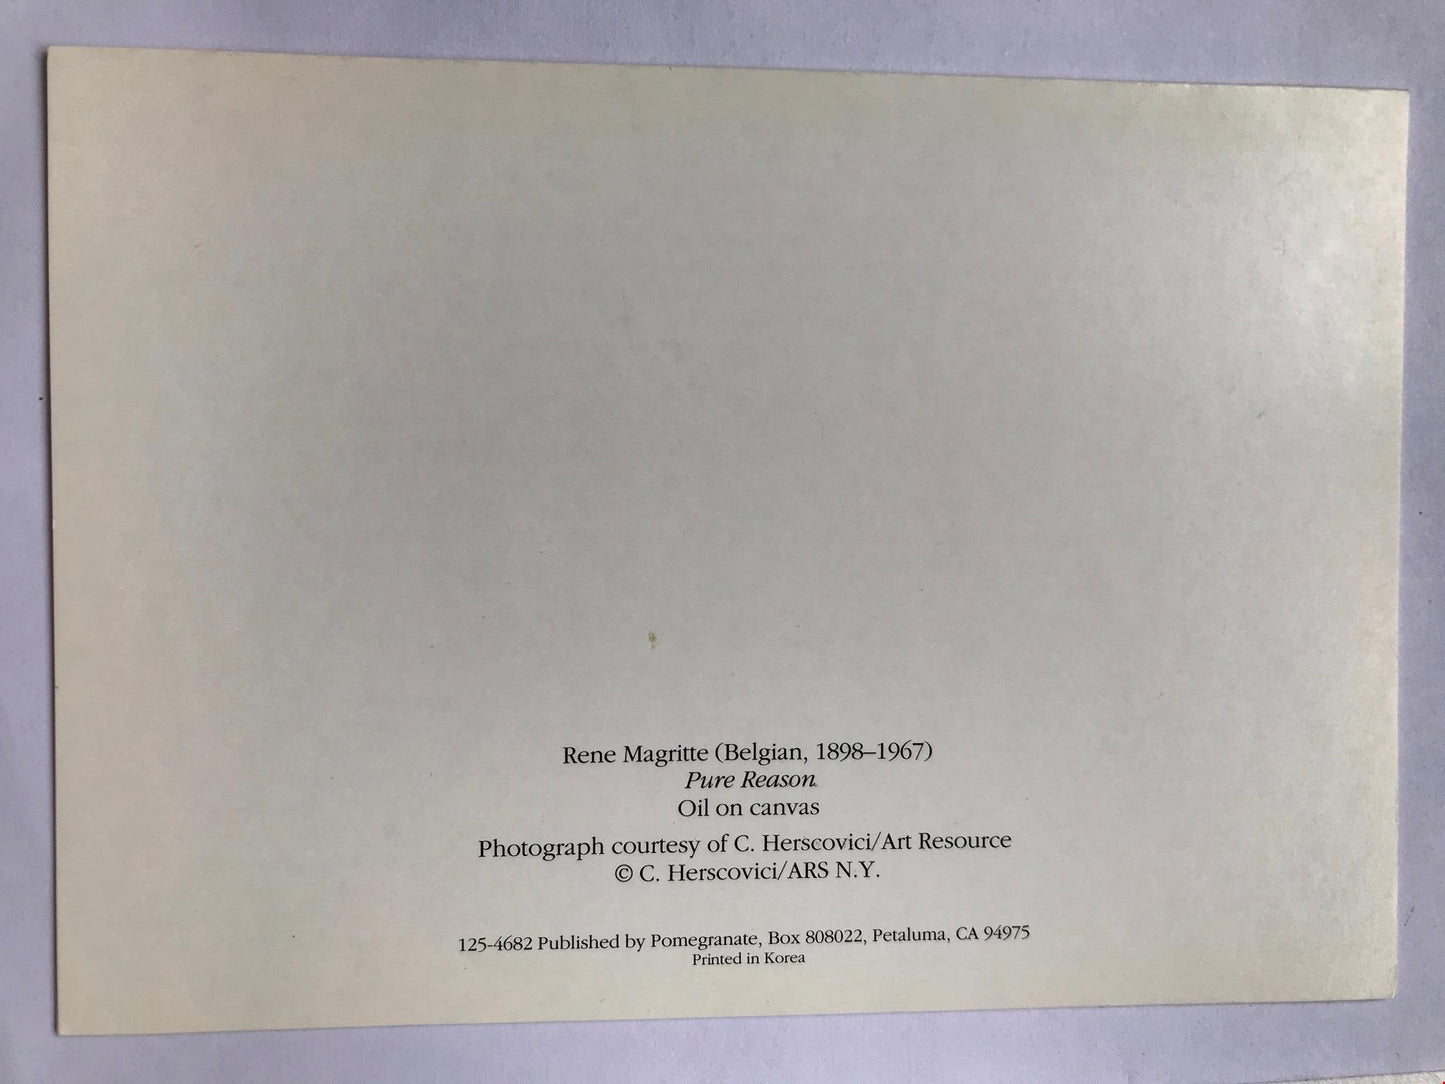 Rene Magritte (Belgian, 1898–1967)
Pure Reason
Oil on canvas
Photograph courtesy of C. Herscovici/Art Resource
© C. Herscovici/ARS N.Y.
125-4682 Published by Pomegranate, Box 808022, Petaluma, CA 94975
Printed in Korea